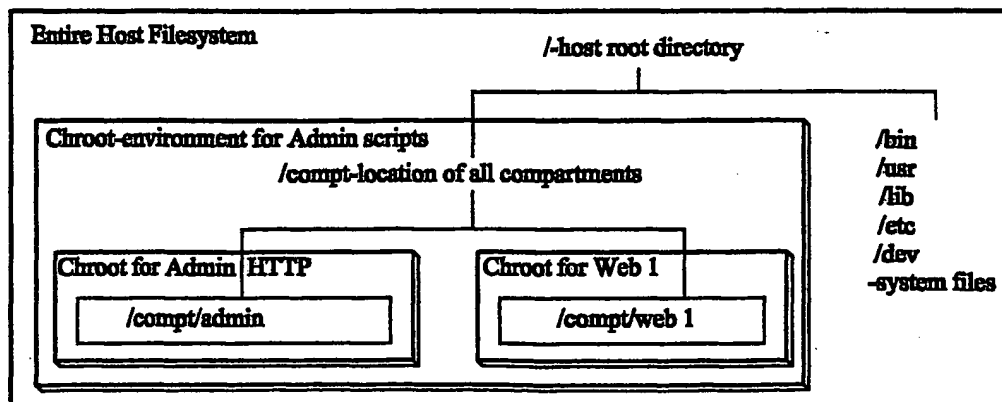 Entire Host Filesystem
/-host root directory
Chroot-environment for Admin scripts
/compt-location of all compartments
/bin
/usr
/lib
/etc
/dev
-system files
Chroot for Admin HTTP
/compt/admin
Chroot for Web 1
/compt/web 1